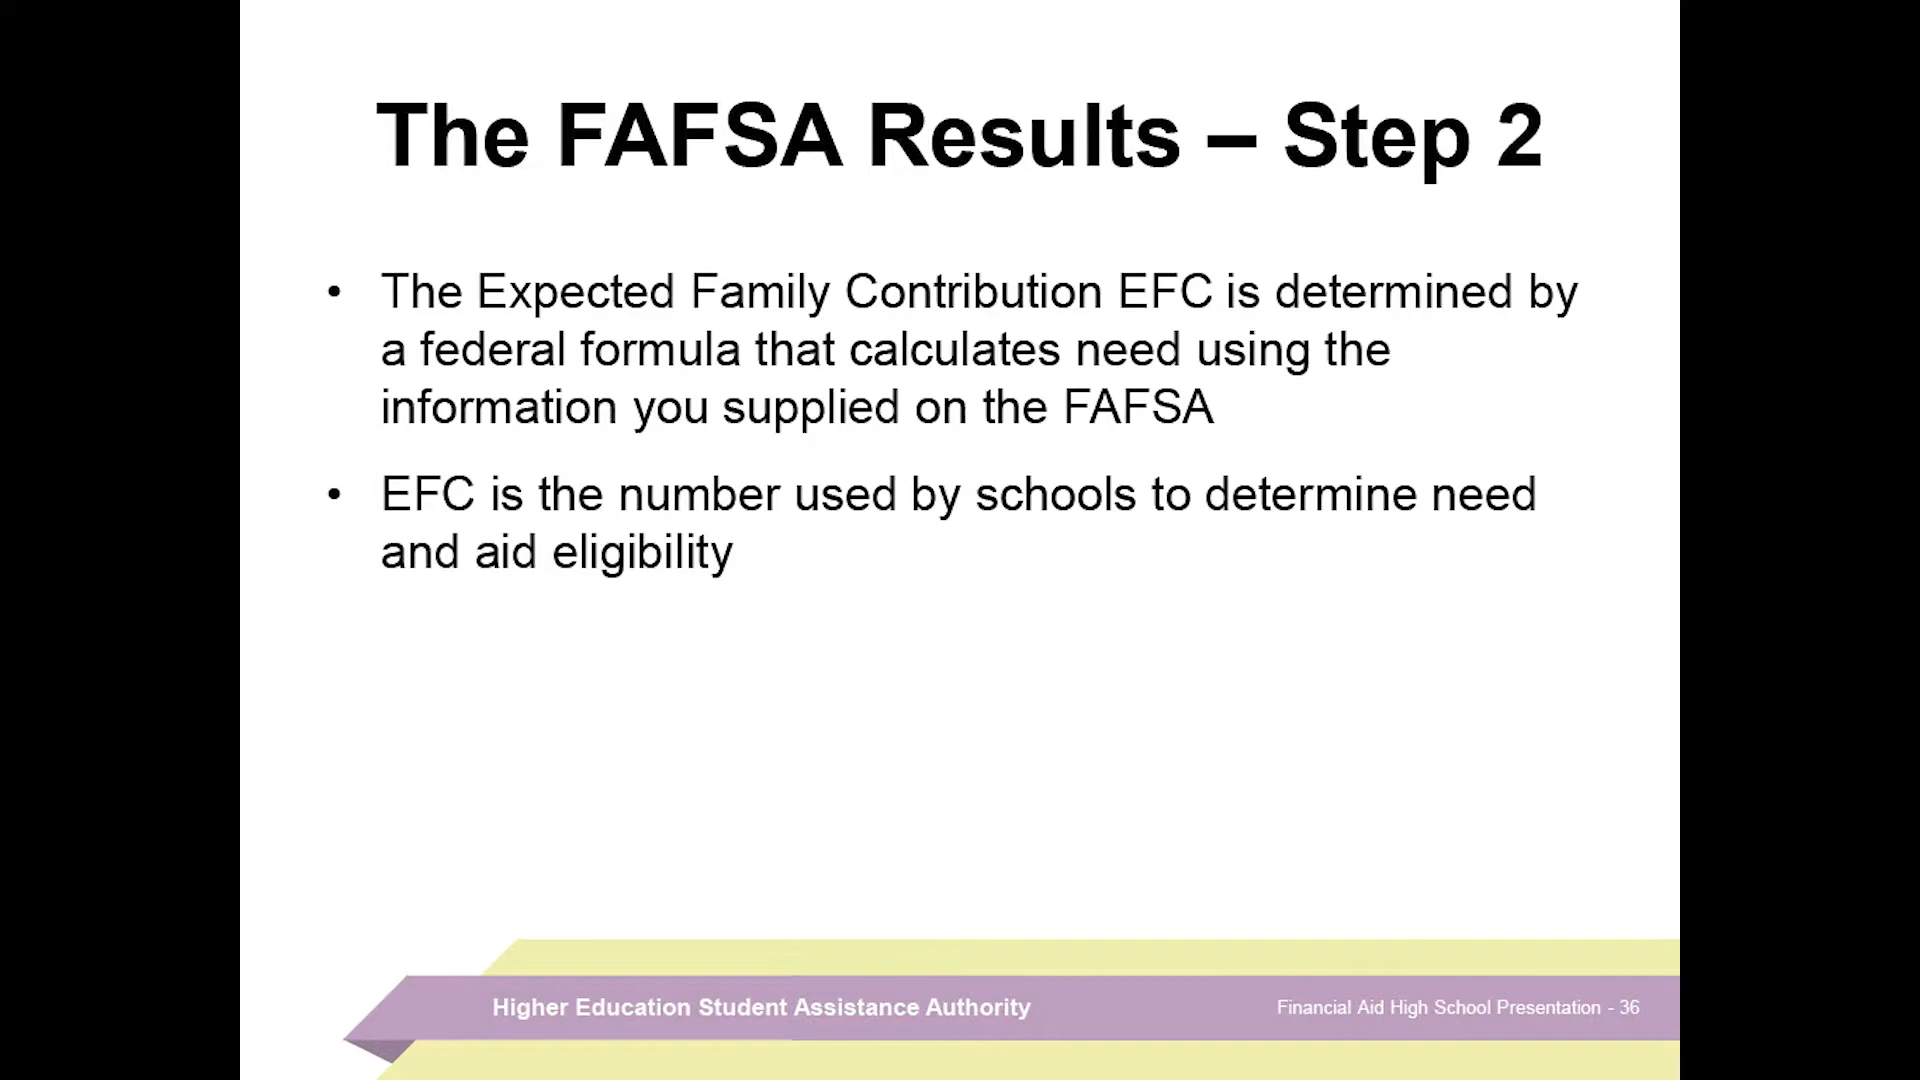 The FAFSA Results – Step 2
• The Expected Family Contribution EFC is determined by
a federal formula that calculates need using the
information you supplied on the FAFSA
• EFC is the number used by schools to determine need
and aid eligibility
Higher Education Student Assistance Authority
Financial Aid High School Presentation - 36